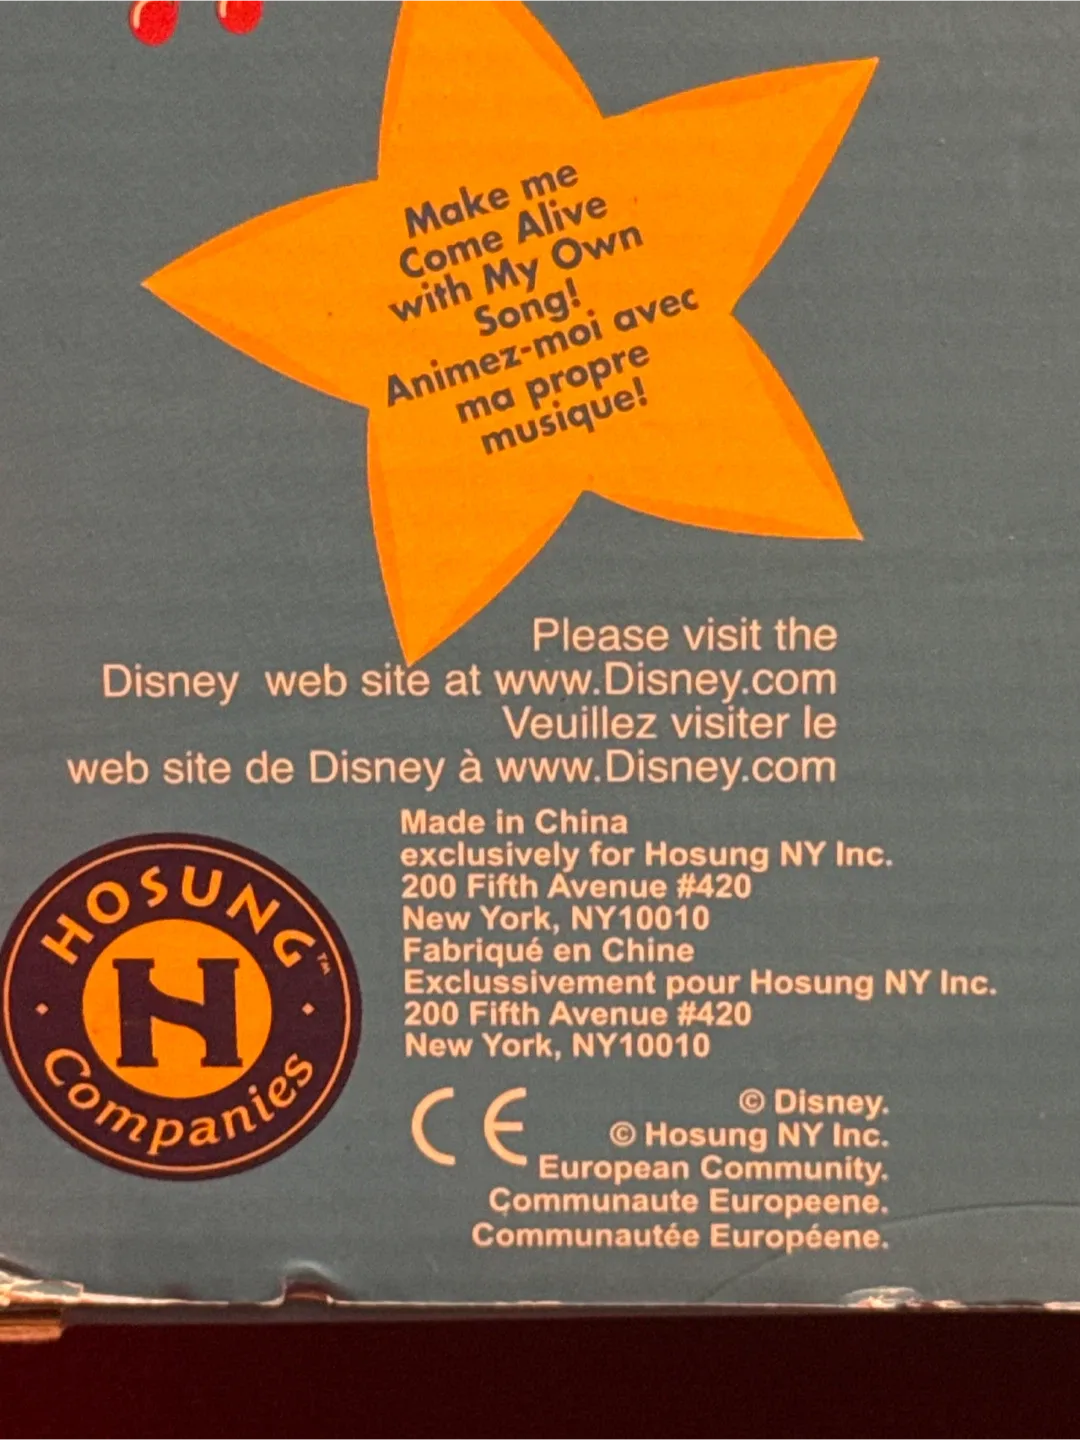 Make me
Come Alive
with My Own
Song!
Animez-moi avec
ma propre
musique!
Please visit the
Disney web site at www.Disney.com
Veuillez visiter le
web site de Disney à www.Disney.com
Made in China
exclusively for Hosung NY Inc.
200 Fifth Avenue #420
New York, NY10010
Fabriqué en Chine
Exclussivement pour Hosung NY Inc.
200 Fifth Avenue #420
New York, NY10010
HOSUNG™
H
Companies
CE
© Disney.
© Hosung NY Inc.
European Community.
Communaute Europeene.
Communautée Européene.